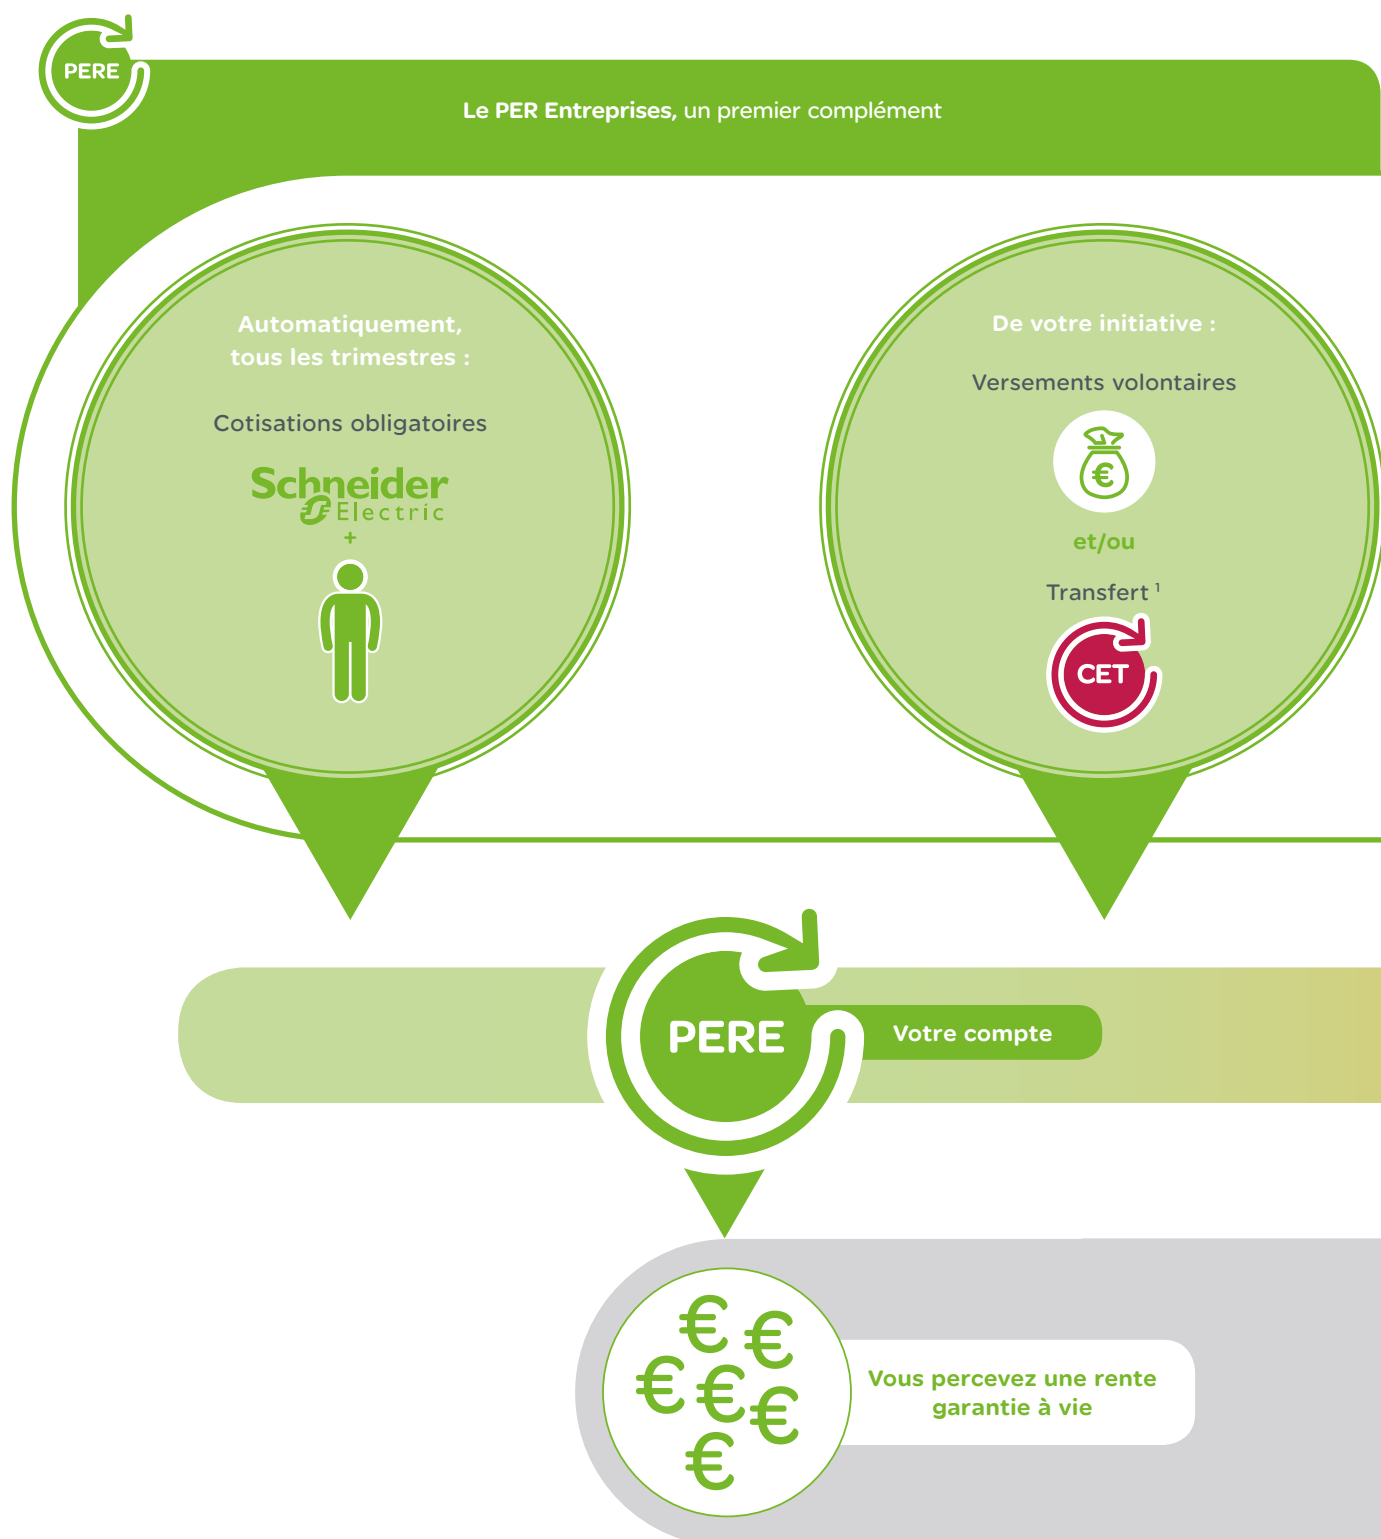 PERE
Le PER Entreprises, un premier complément
Automatiquement,
tous les trimestres :
Cotisations obligatoires
Schneider
Electric
+
De votre initiative :
Versements volontaires
€
et/ou
Transfert ¹
CET
PERE
Votre compte
€ €
€ € €
€
Vous percevez une rente
garantie à vie